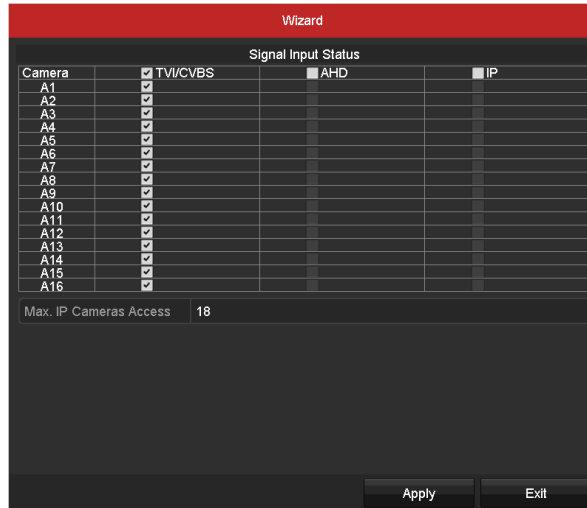 Wizard
Signal Input Status
Camera TVI/CVBS AHD IP
A1
A2
A3
A4
A5
A6
A7
A8
A9
A10
A11
A12
A13
A14
A15
A16
Max. IP Cameras Access 18
Apply Exit